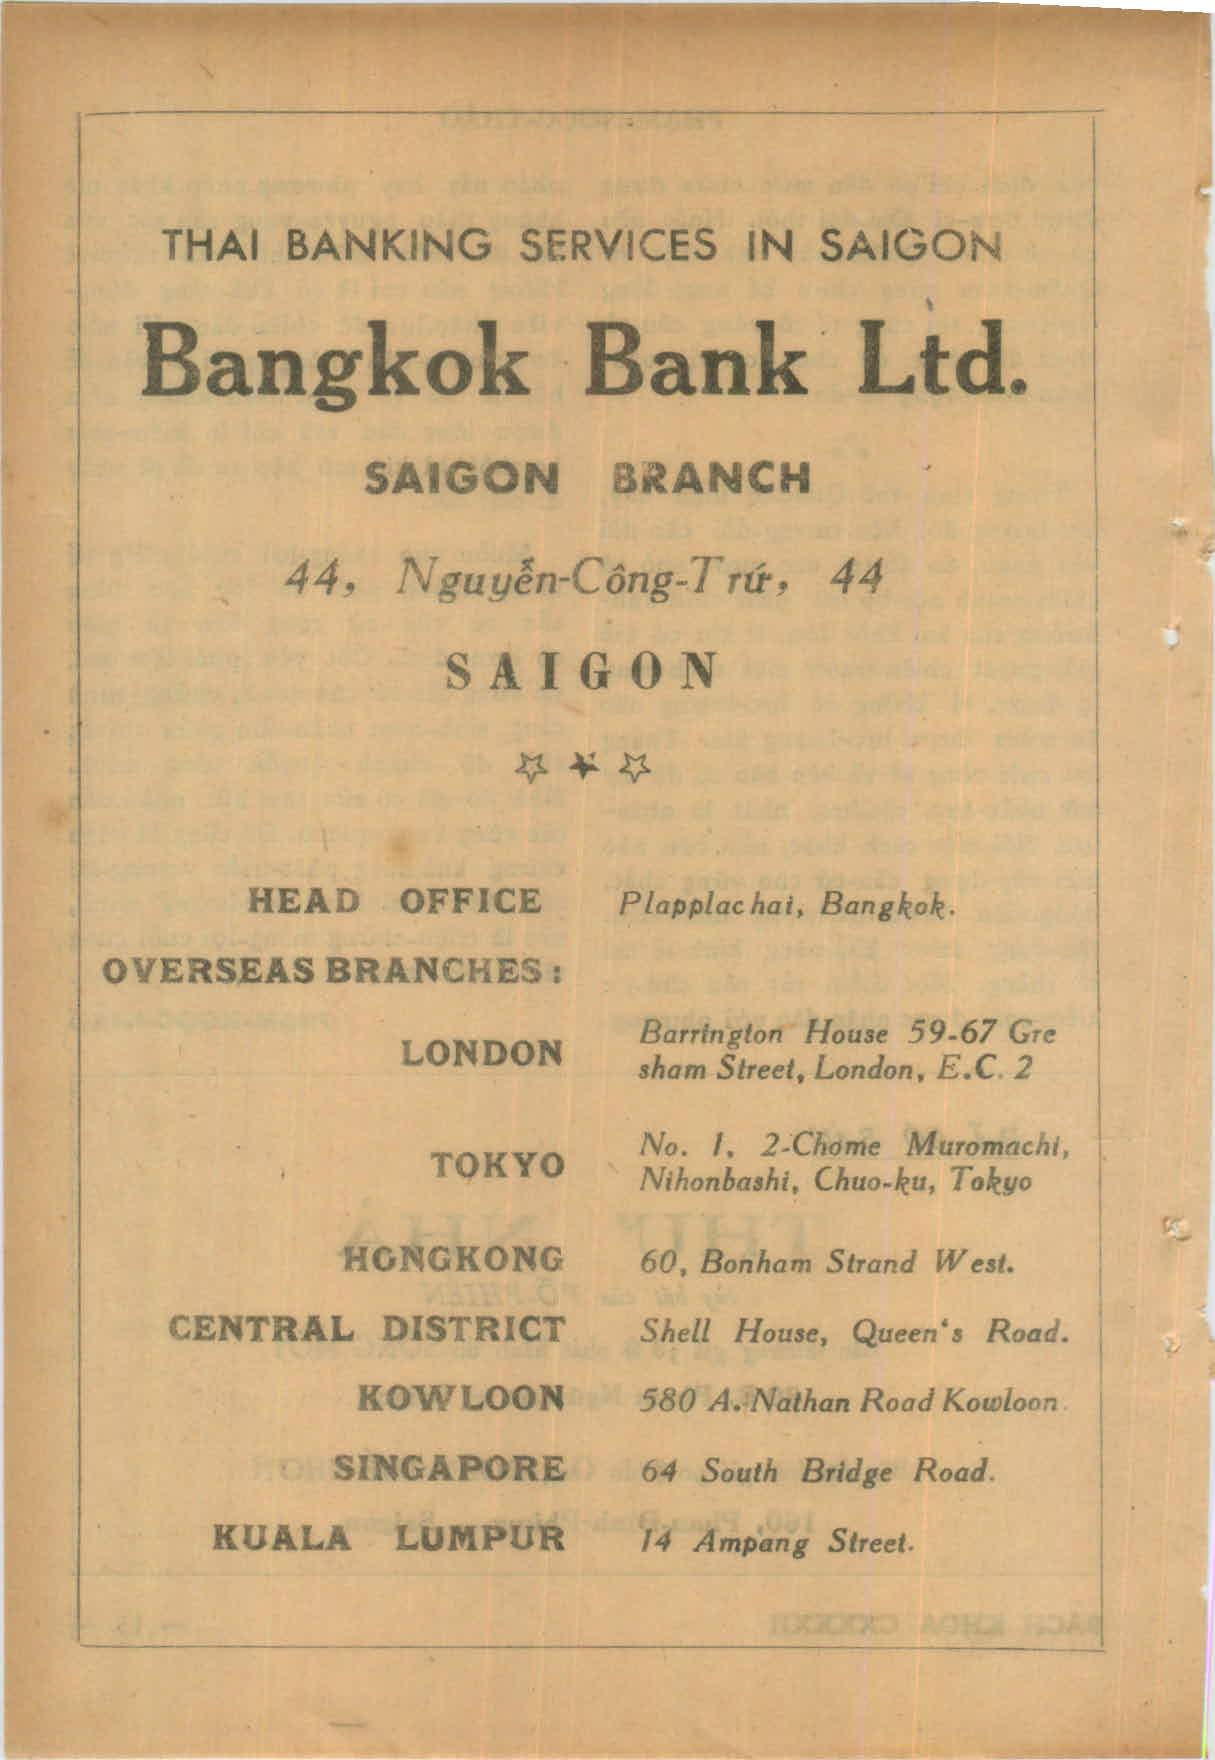 THAI BANKING SERVICES IN SAIGON
Bangkok Bank Ltd.
SAIGON BRANCH
44, Nguyễn-Công-Trứ, 44
SAIGON
HEAD OFFICE Plapplachai, Bangkok.
OVERSEAS BRANCHES :
LONDON Barrington House 59-67 Gre
sham Street, London, E.C. 2
TOKYO No. 1, 2-Chome Muromachi,
Nihonbashi, Chuo-ku, Tokyo
HONGKONG 60, Bonham Strand West.
CENTRAL DISTRICT Shell House, Queen's Road.
KOWLOON 580 A. Nathan Road Kowloon.
SINGAPORE 64 South Bridge Road.
KUALA LUMPUR 14 Ampang Street.